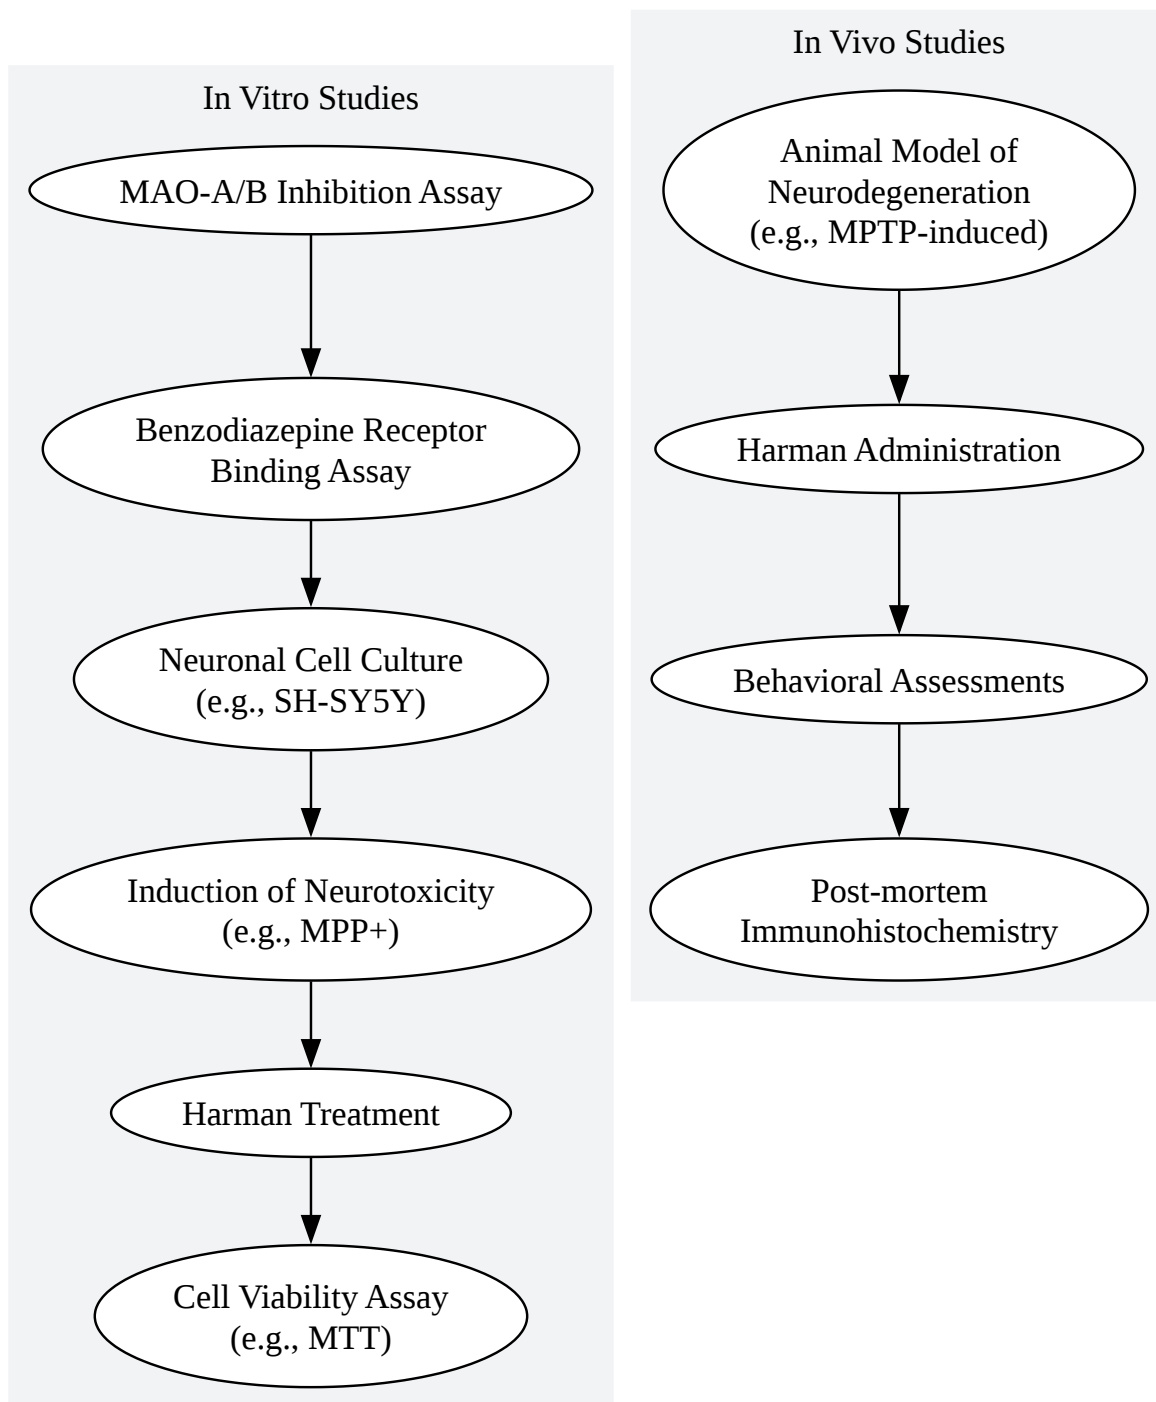 In Vitro Studies
MAO-A/B Inhibition Assay
Benzodiazepine Receptor
Binding Assay
Neuronal Cell Culture
(e.g., SH-SY5Y)
Induction of Neurotoxicity
(e.g., MPP+)
Harman Treatment
Cell Viability Assay
(e.g., MTT)
In Vivo Studies
Animal Model of
Neurodegeneration
(e.g., MPTP-induced)
Harman Administration
Behavioral Assessments
Post-mortem
Immunohistochemistry